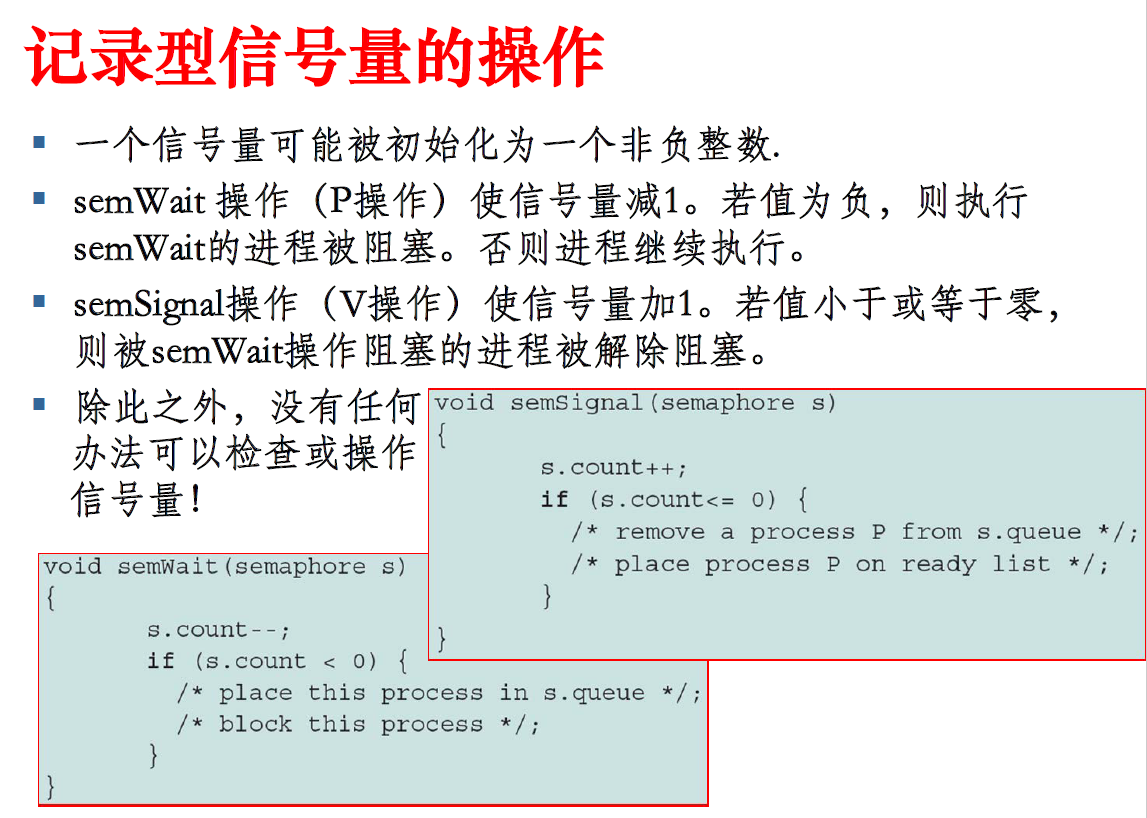 记录型信号量的操作
一个信号量可能被初始化为一个非负整数.
semWait 操作（P操作）使信号量减1。若值为负，则执行
semWait的进程被阻塞。否则进程继续执行。
semSignal操作（V操作）使信号量加1。若值小于或等于零，
则被semWait操作阻塞的进程被解除阻塞。
除此之外，没有任何
办法可以检查或操作
信号量！
void semSignal(semaphore s)
{
s.count++;
if (s.count<= 0) {
/* remove a process P from s.queue */;
/* place process P on ready list */;
}
}
void semWait(semaphore s)
{
s.count--;
if (s.count < 0) {
/* place this process in s.queue */;
/* block this process */;
}
}